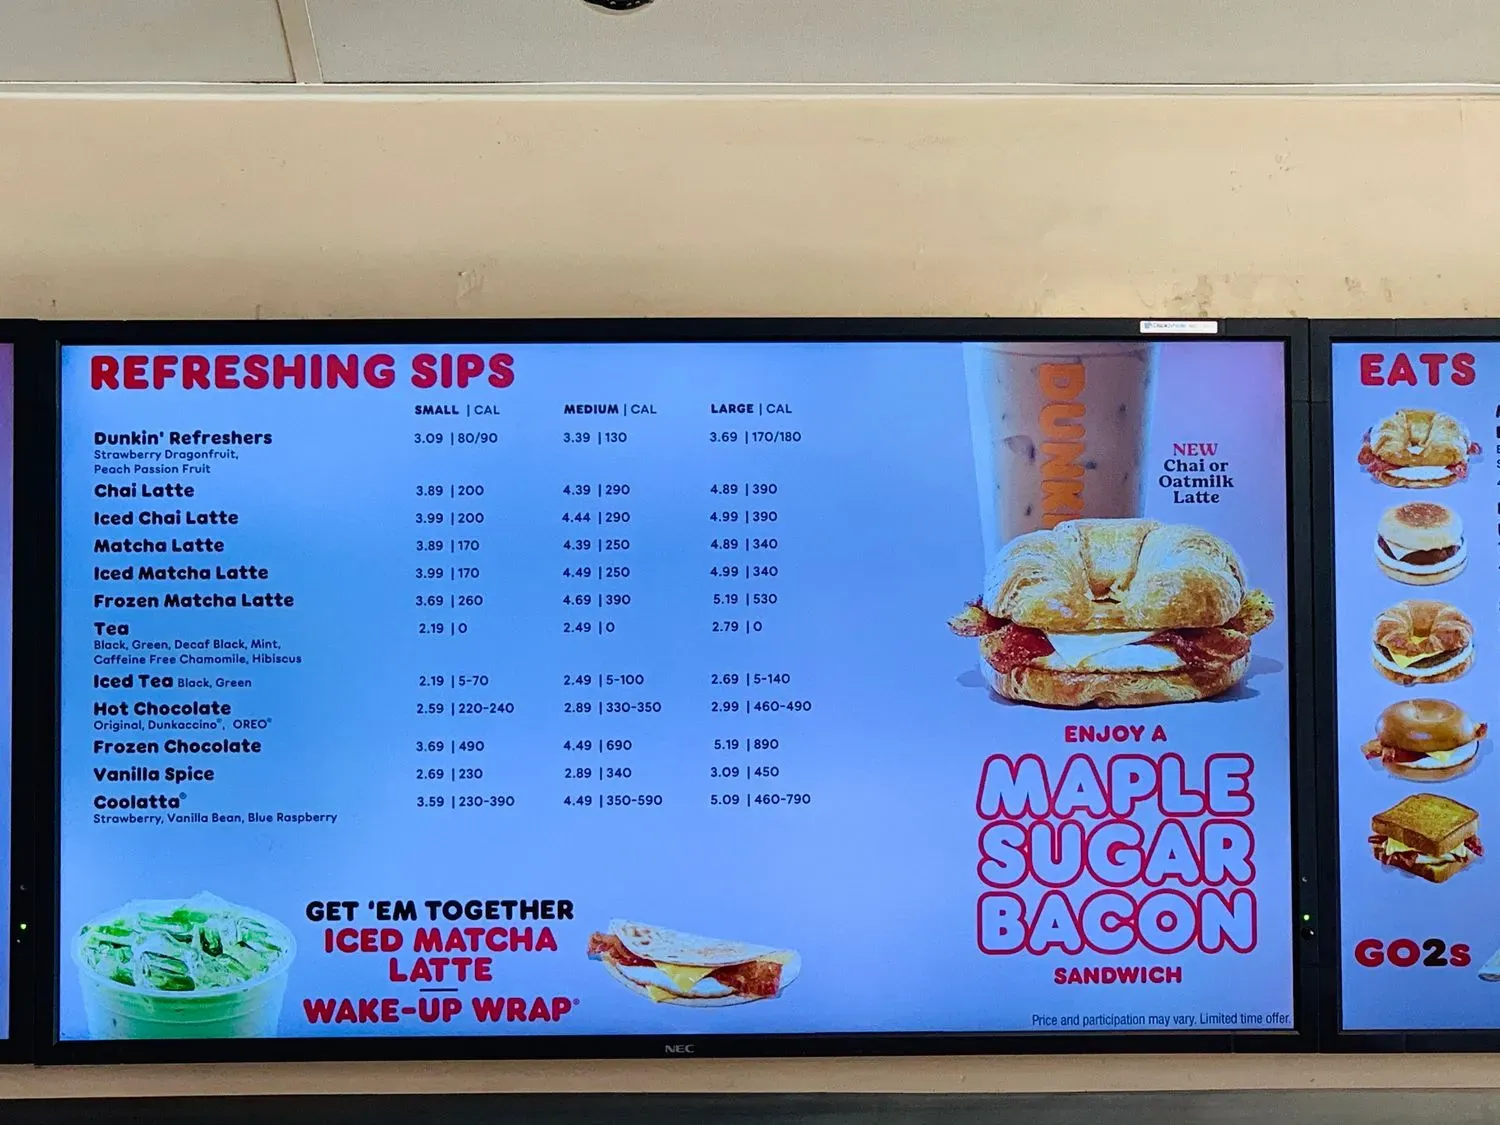 REFRESHING SIPS
SMALL | CAL MEDIUM | CAL LARGE | CAL
Dunkin' Refreshers 3.09 | 80/90 3.39 | 130 3.69 | 170/180
Strawberry Dragonfruit,
Peach Passion Fruit
Chai Latte 3.89 | 200 4.39 | 290 4.89 | 390
Iced Chai Latte 3.99 | 200 4.44 | 290 4.99 | 390
Matcha Latte 3.89 | 170 4.39 | 250 4.89 | 340
Iced Matcha Latte 3.99 | 170 4.49 | 250 4.99 | 340
Frozen Matcha Latte 3.69 | 260 4.69 | 390 5.19 | 530
Tea 2.19 | 0 2.49 | 0 2.79 | 0
Black, Green, Decaf Black, Mint,
Caffeine Free Chamomile, Hibiscus
Iced Tea Black, Green 2.19 | 5-70 2.49 | 5-100 2.69 | 5-140
Hot Chocolate 2.59 | 220-240 2.89 | 330-350 2.99 | 460-490
Original, Dunkaccino®, OREO®
Frozen Chocolate 3.69 | 490 4.49 | 690 5.19 | 890
Vanilla Spice 2.69 | 230 2.89 | 340 3.09 | 450
Coolatta® 3.59 | 230-390 4.49 | 350-590 5.09 | 460-790
Strawberry, Vanilla Bean, Blue Raspberry
GET 'EM TOGETHER
ICED MATCHA
LATTE
WAKE-UP WRAP®
DUNK
NEW
Chai or
Oatmilk
Latte
ENJOY A
MAPLE
SUGAR
BACON
SANDWICH
Price and participation may vary. Limited time offer.
NEC
EATS
GO2s